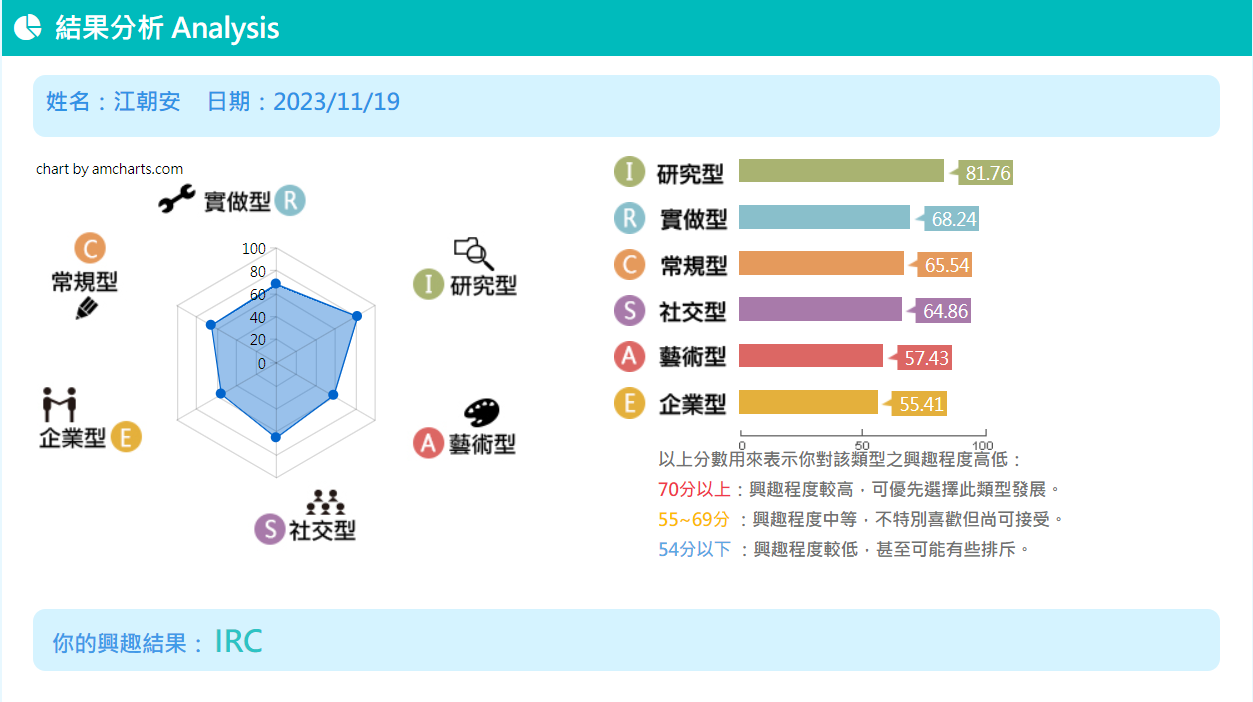 結果分析 Analysis
姓名：江朝安 日期：2023/11/19
chart by amcharts.com
實做型 R
C
常規型
I 研究型
100
80
60
40
20
0
企業型 E
A 藝術型
S 社交型
I 研究型 81.76
R 實做型 68.24
C 常規型 65.54
S 社交型 64.86
A 藝術型 57.43
E 企業型 55.41
0 50 100
以上分數用來表示你對該類型之興趣程度高低：
70分以上：興趣程度較高，可優先選擇此類型發展。
55~69分 ：興趣程度中等，不特別喜歡但尚可接受。
54分以下 ：興趣程度較低，甚至可能有些排斥。
你的興趣結果： IRC